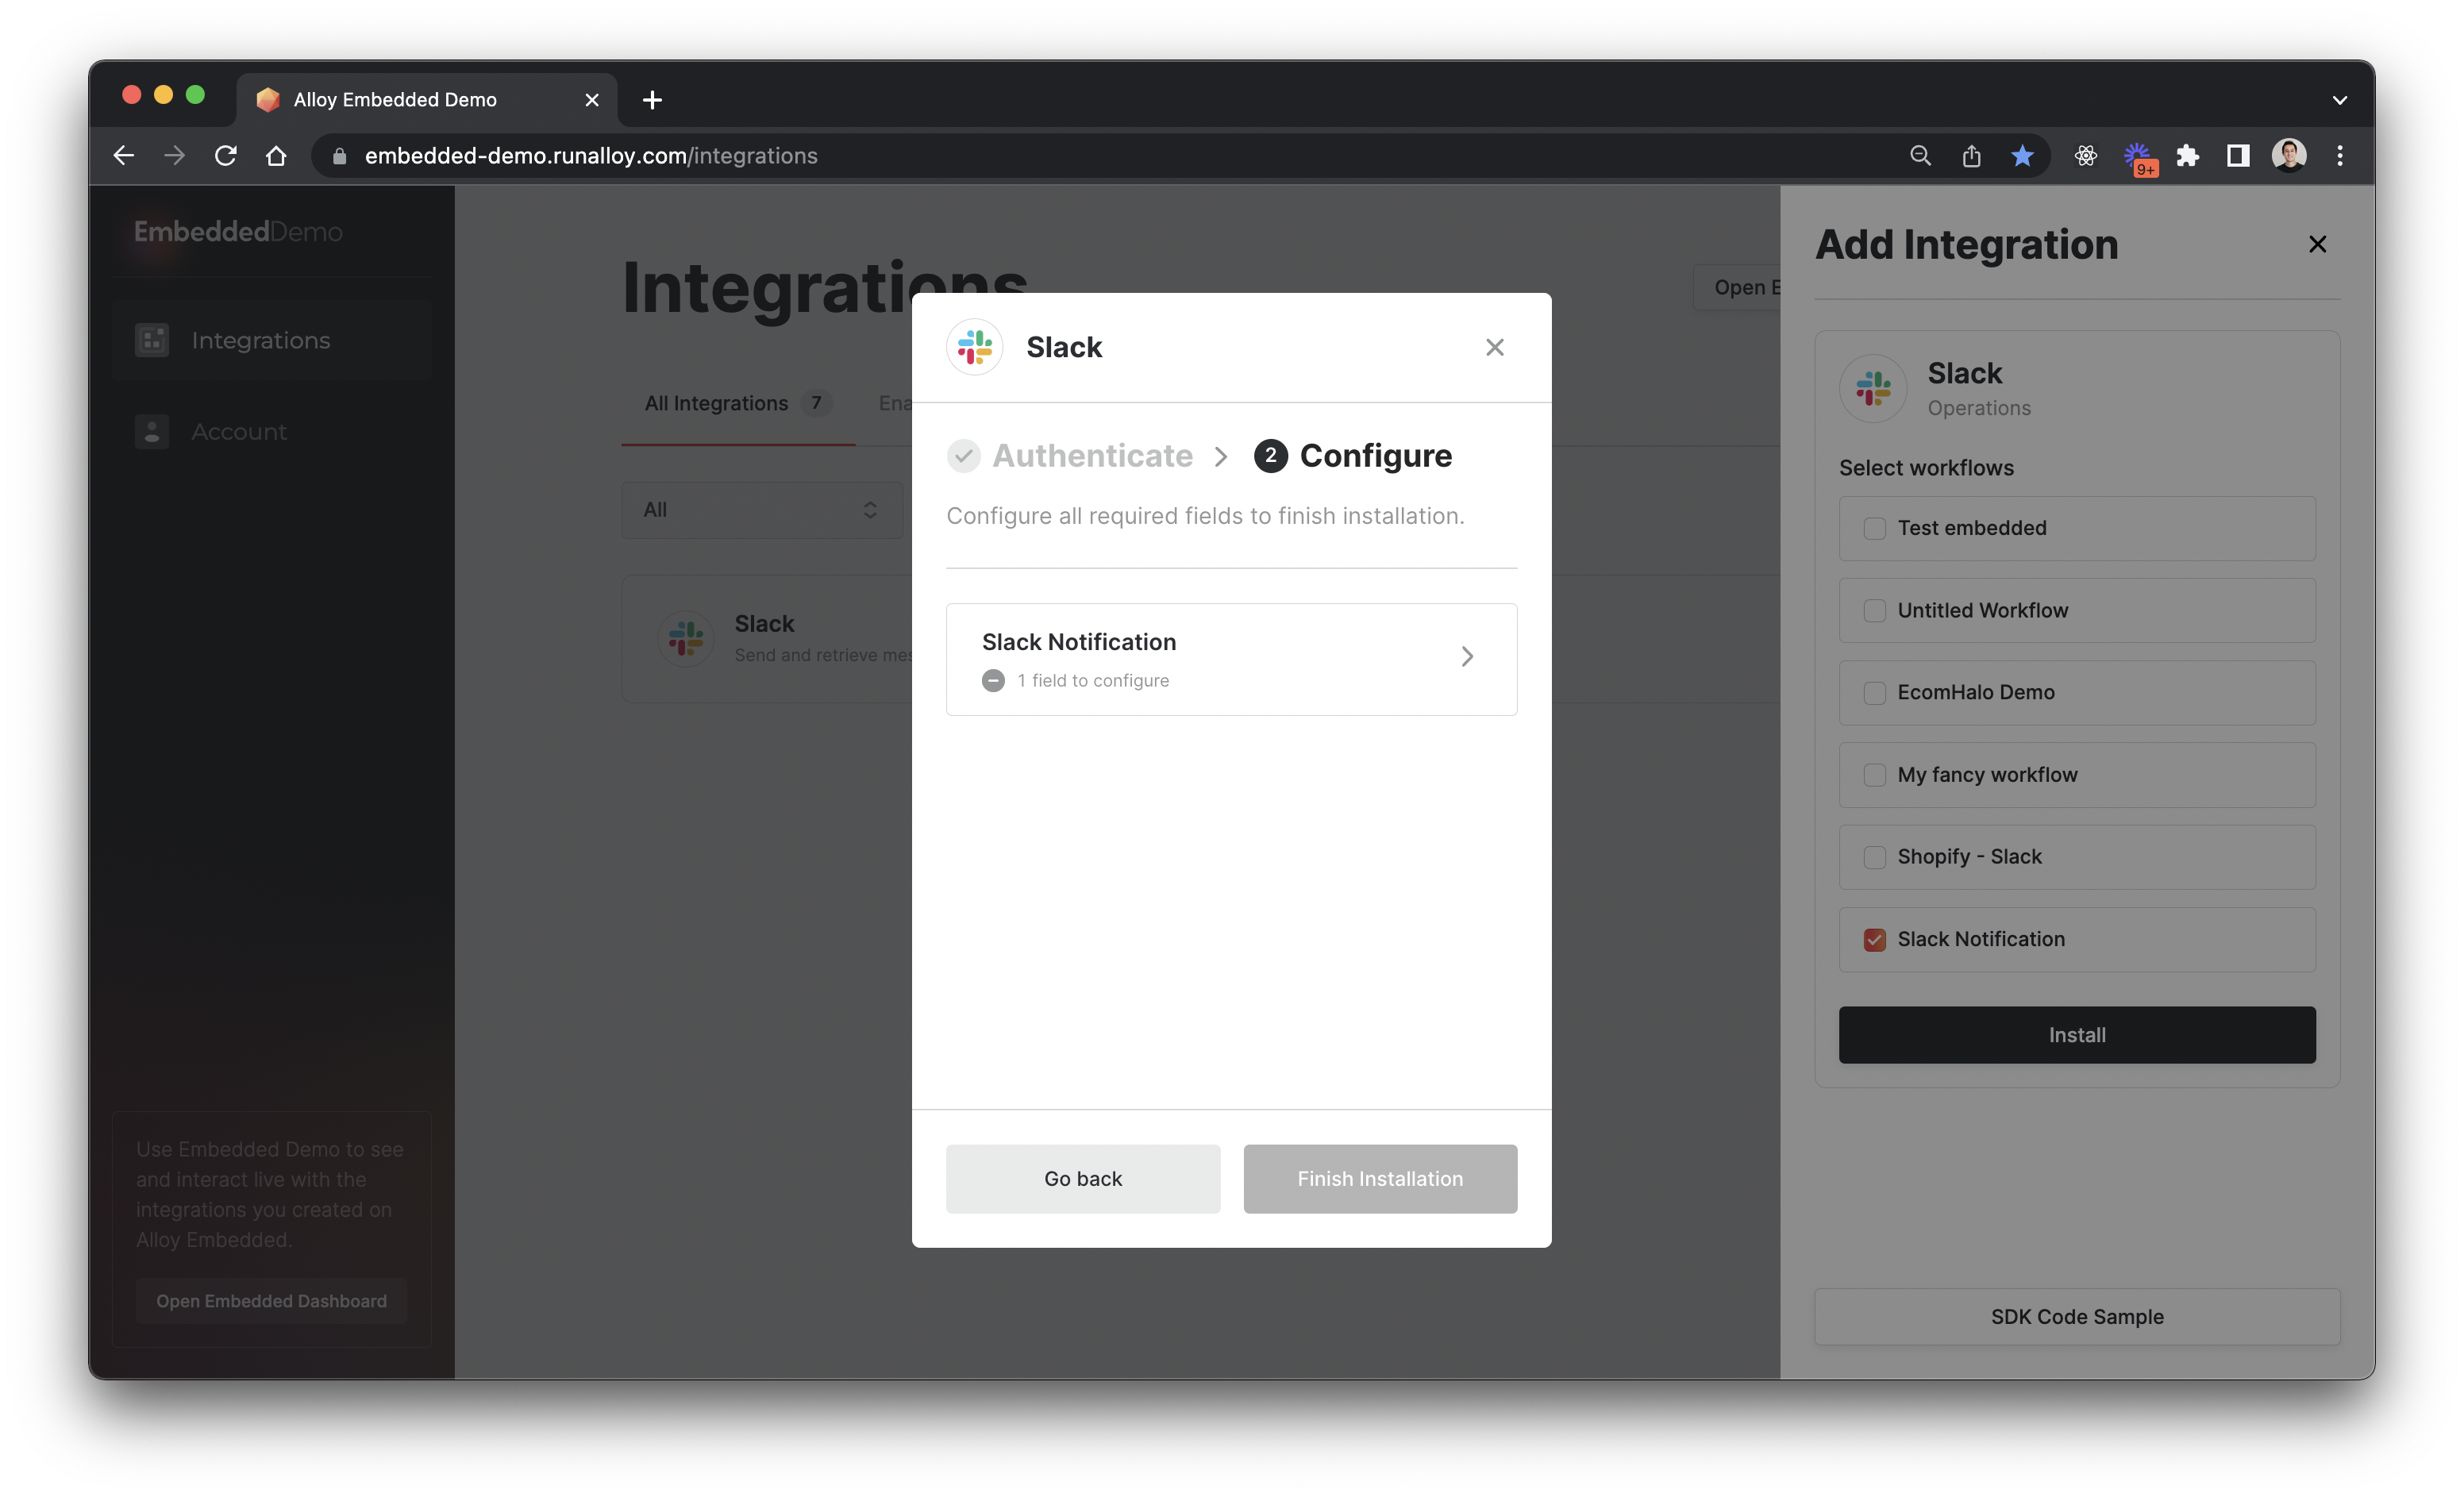 Alloy Embedded Demo
embedded-demo.runalloy.com/integrations
9+
EmbeddedDemo
Integrations
Account
Use Embedded Demo to see
and interact live with the
integrations you created on
Alloy Embedded.
Open Embedded Dashboard
Integrations
Open E
All Integrations 7
Ena
All
Slack
Send and retrieve mes
Slack
Authenticate
2 Configure
Configure all required fields to finish installation.
Slack Notification
1 field to configure
Go back
Finish Installation
Add Integration
Slack
Operations
Select workflows
Test embedded
Untitled Workflow
EcomHalo Demo
My fancy workflow
Shopify - Slack
Slack Notification
Install
SDK Code Sample